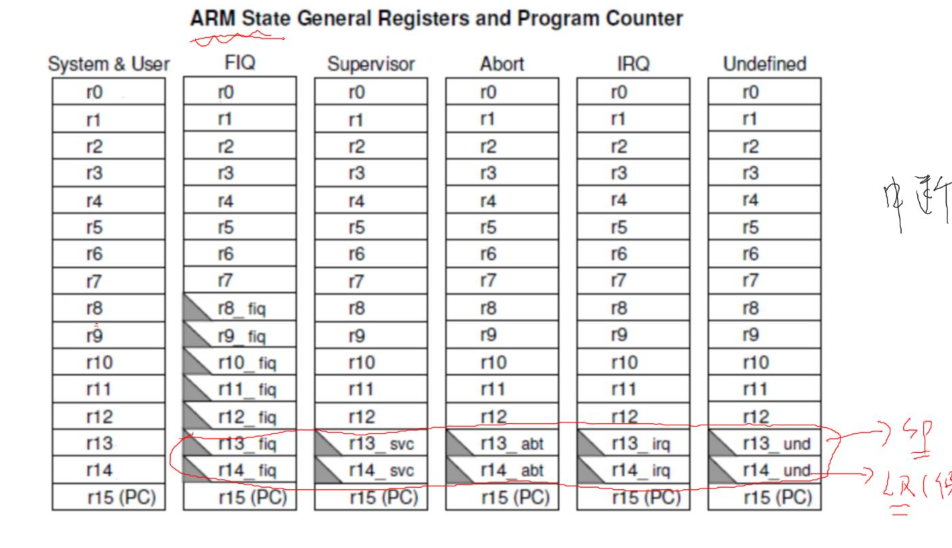 ARM State General Registers and Program Counter
System & User FIQ Supervisor Abort IRQ Undefined
r0 r0 r0 r0 r0 r0
r1 r1 r1 r1 r1 r1
r2 r2 r2 r2 r2 r2
r3 r3 r3 r3 r3 r3
r4 r4 r4 r4 r4 r4
r5 r5 r5 r5 r5 r5
r6 r6 r6 r6 r6 r6
r7 r7 r7 r7 r7 r7
r8 r8_fiq r8 r8 r8 r8
r9 r9_fiq r9 r9 r9 r9
r10 r10_fiq r10 r10 r10 r10
r11 r11_fiq r11 r11 r11 r11
r12 r12_fiq r12 r12 r12 r12
r13 r13_fiq r13_svc r13_abt r13_irq r13_und
r14 r14_fiq r14_svc r14_abt r14_irq r14_und
r15 (PC) r15 (PC) r15 (PC) r15 (PC) r15 (PC) r15 (PC)
中断
SP
LR(